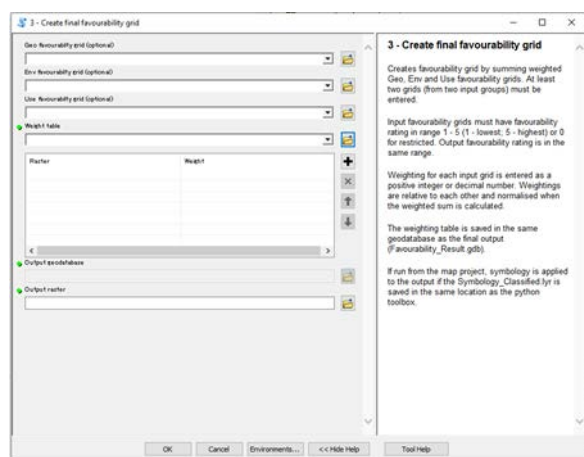 3 - Create final favourability grid
Geo favourability grid (optional)
Env favourability grid (optional)
Use favourability grid (optional)
Weight table
Raster
Weight
Output geodatabase
Output raster
OK
Cancel
Environments...
<< Hide Help
Tool Help
3 - Create final favourability grid
Creates favourability grid by summing weighted
Geo, Env and Use favourability grids. At least
two grids (from two input groups) must be
entered.
Input favourability grids must have favourability
rating in range 1 - 5 (1 - lowest; 5 - highest) or 0
for restricted. Output favourability rating is in the
same range.
Weighting for each input grid is entered as a
positive integer or decimal number. Weightings
are relative to each other and normalised when
the weighted sum is calculated.
The weighting table is saved in the same
geodatabase as the final output
(Favourability_Result.gdb).
If run from the map project, symbology is applied
to the output if the Symbology_Classified.lyr is
saved in the same location as the python
toolbox.